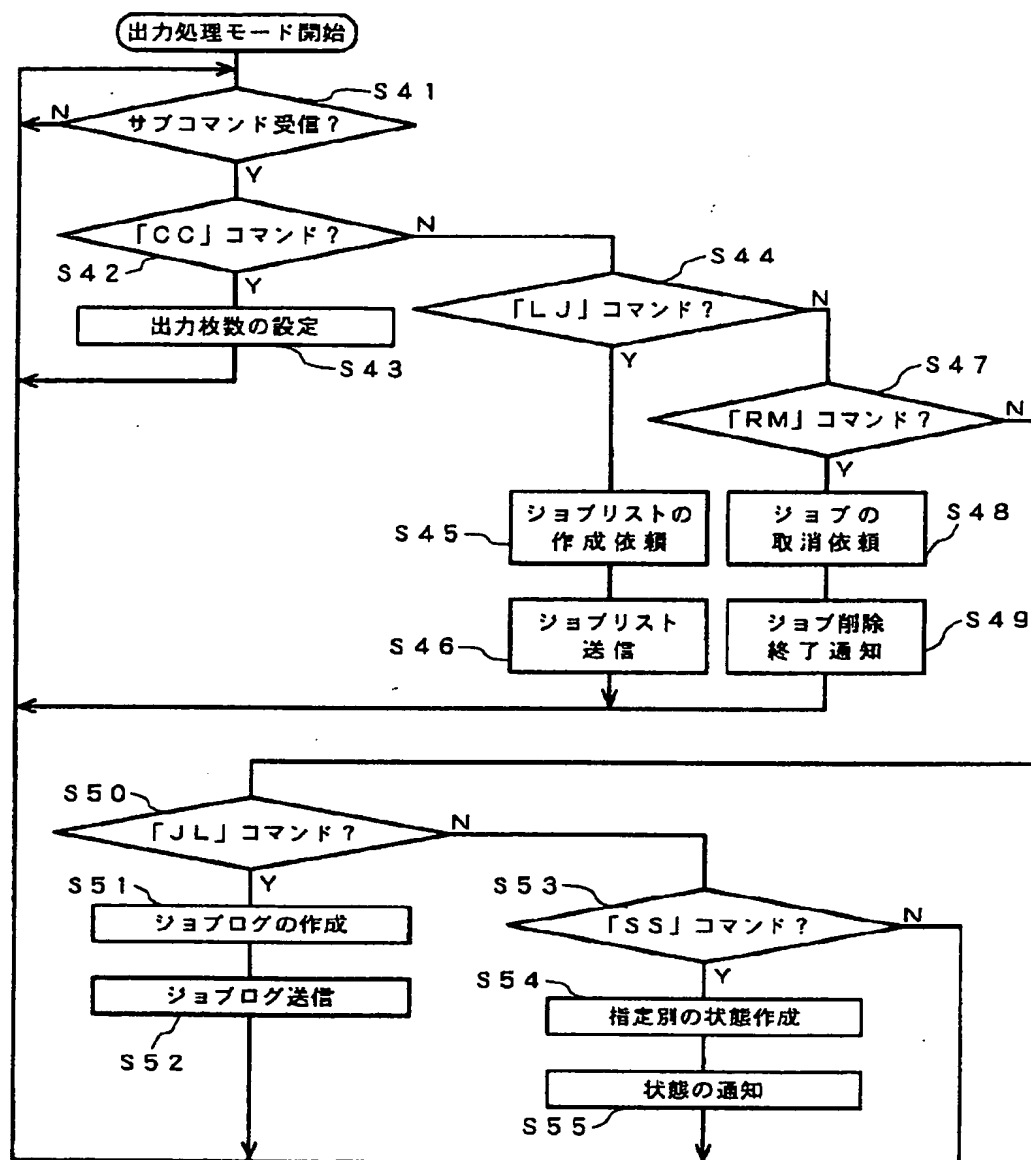 出力処理モード開始
S41
N
サブコマンド受信?
Y
「CC」コマンド?
N
S42
Y
S44
出力枚数の設定
「LJ」コマンド?
N
S43
Y
S47
「RM」コマンド?
N
Y
S45
ジョブリストの
作成依頼
ジョブの
取消依頼
S48
S46
ジョブリスト
送信
ジョブ削除
終了通知
S49
S50
「JL」コマンド?
N
S51
Y
S53
ジョブログの作成
「SS」コマンド?
N
ジョブログ送信
S54
Y
S52
指定別の状態作成
状態の通知
S55